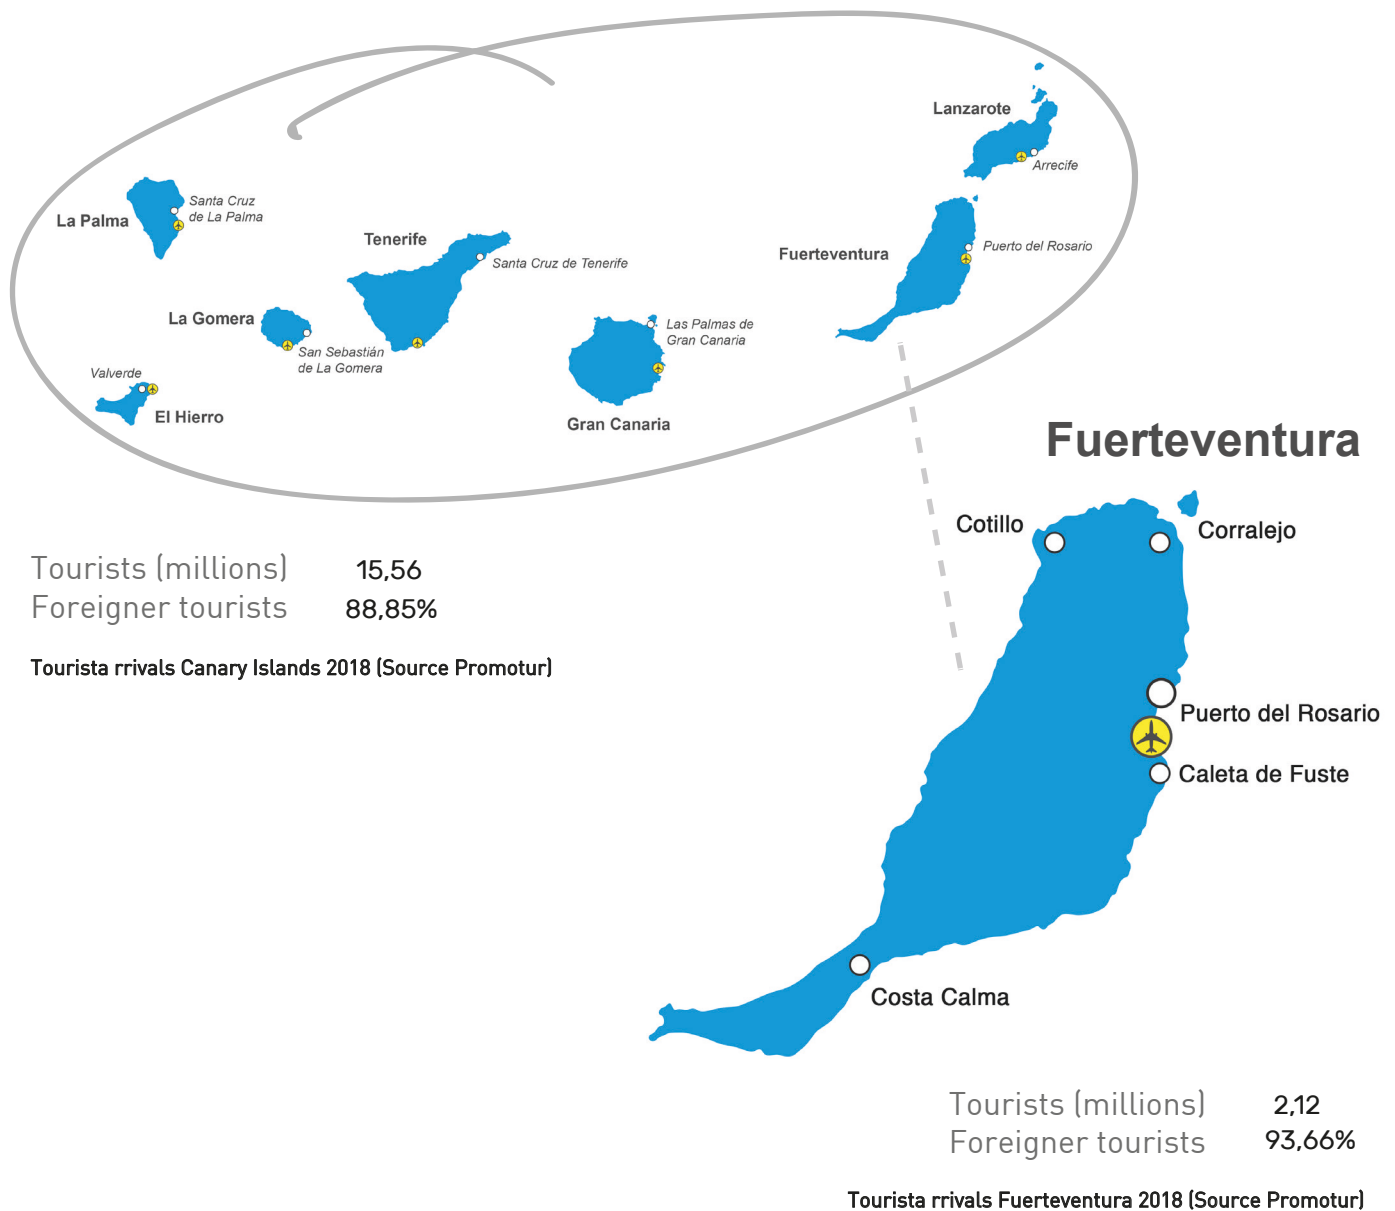 Lanzarote
Arrecife
Santa Cruz
de La Palma
La Palma
Tenerife
Santa Cruz de Tenerife
Fuerteventura
Puerto del Rosario
La Gomera
San Sebastián
de La Gomera
Las Palmas de
Gran Canaria
Valverde
El Hierro
Gran Canaria
Fuerteventura
Cotillo
Corralejo
Tourists (millions) 15,56
Foreigner tourists 88,85%
Tourista rrivals Canary Islands 2018 (Source Promotur)
Puerto del Rosario
Caleta de Fuste
Costa Calma
Tourists (millions) 2,12
Foreigner tourists 93,66%
Tourista rrivals Fuerteventura 2018 (Source Promotur)